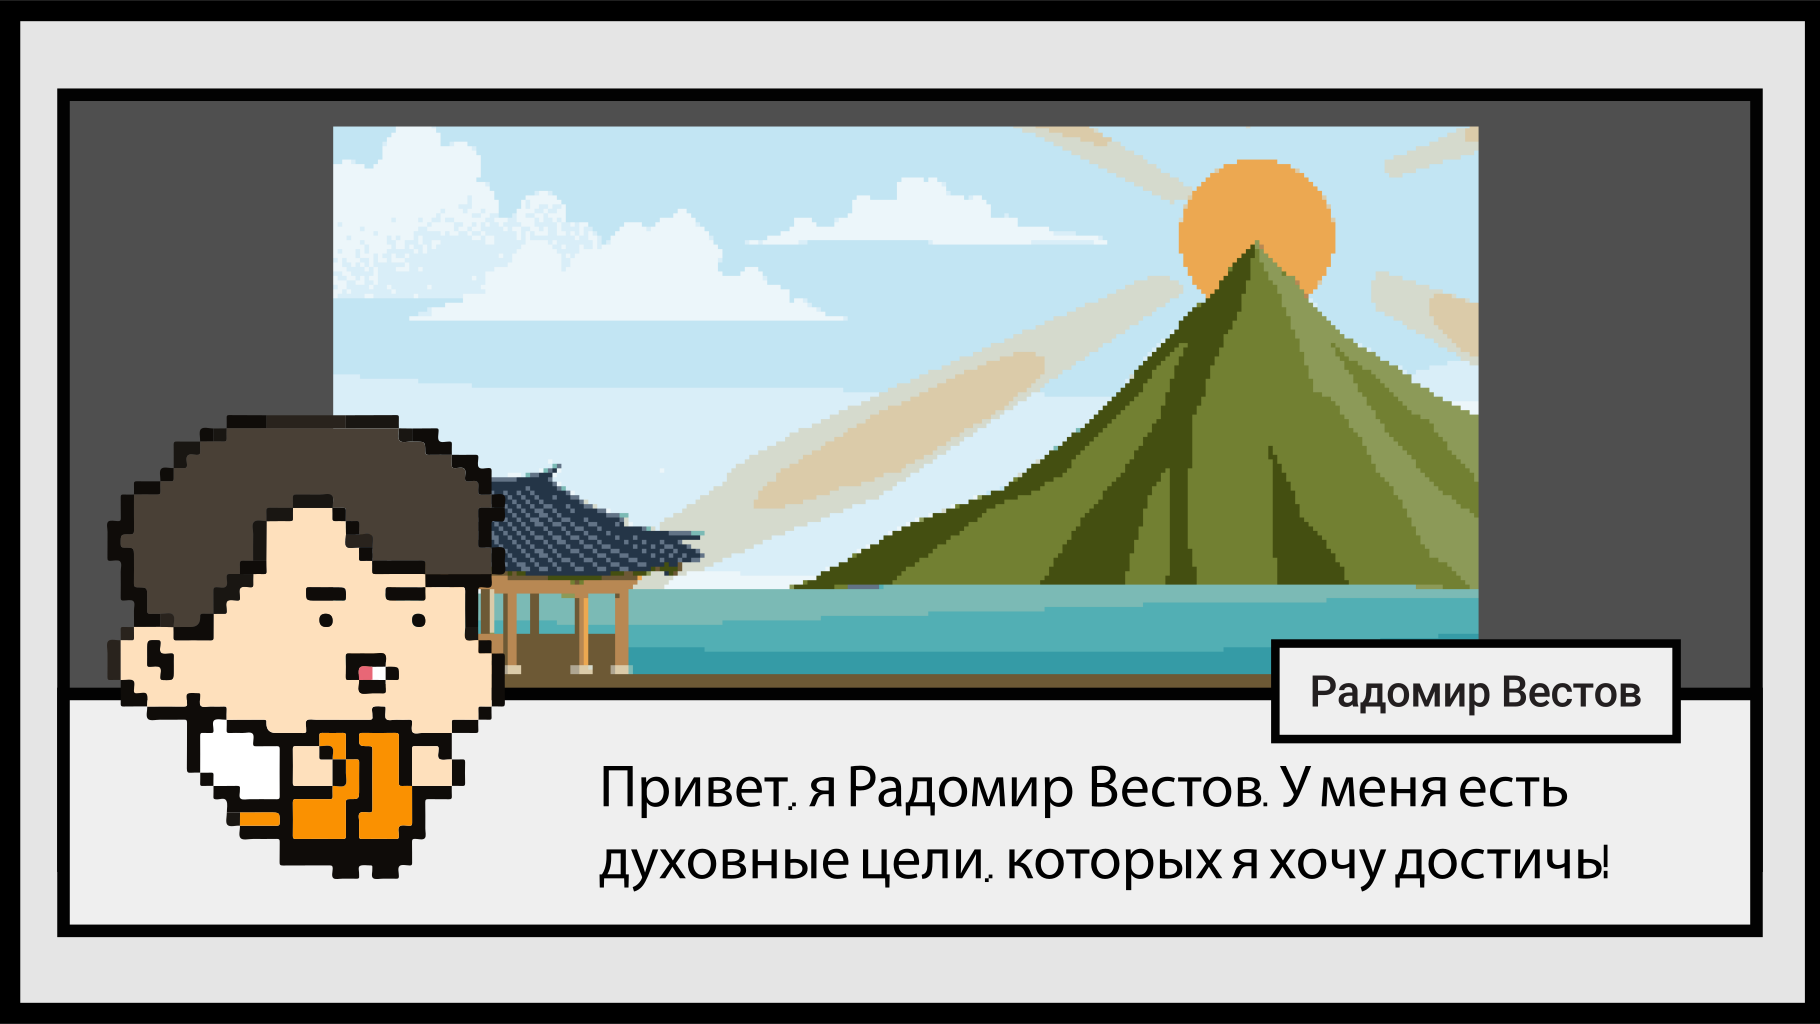 Радомир Вестов
Привет, я Радомир Вестов. У меня есть
духовные цели, которых я хочу достичь!